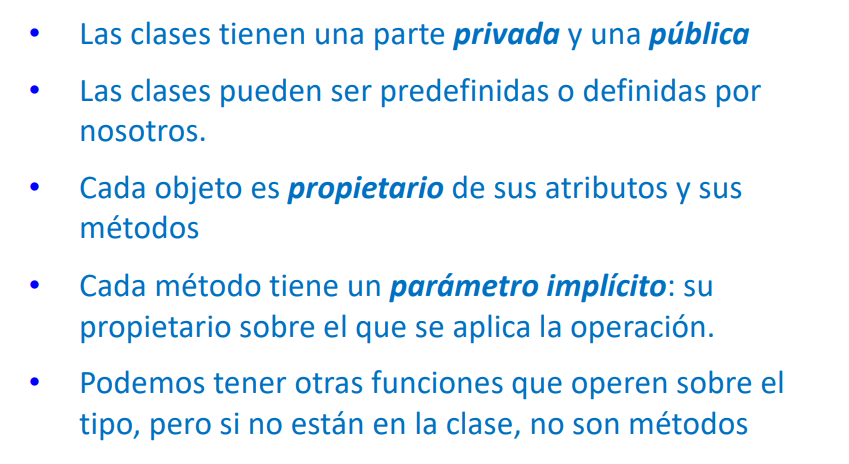 • Las clases tienen una parte privada y una pública
• Las clases pueden ser predefinidas o definidas por
nosotros.
• Cada objeto es propietario de sus atributos y sus
métodos
• Cada método tiene un parámetro implícito: su
propietario sobre el que se aplica la operación.
• Podemos tener otras funciones que operen sobre el
tipo, pero si no están en la clase, no son métodos